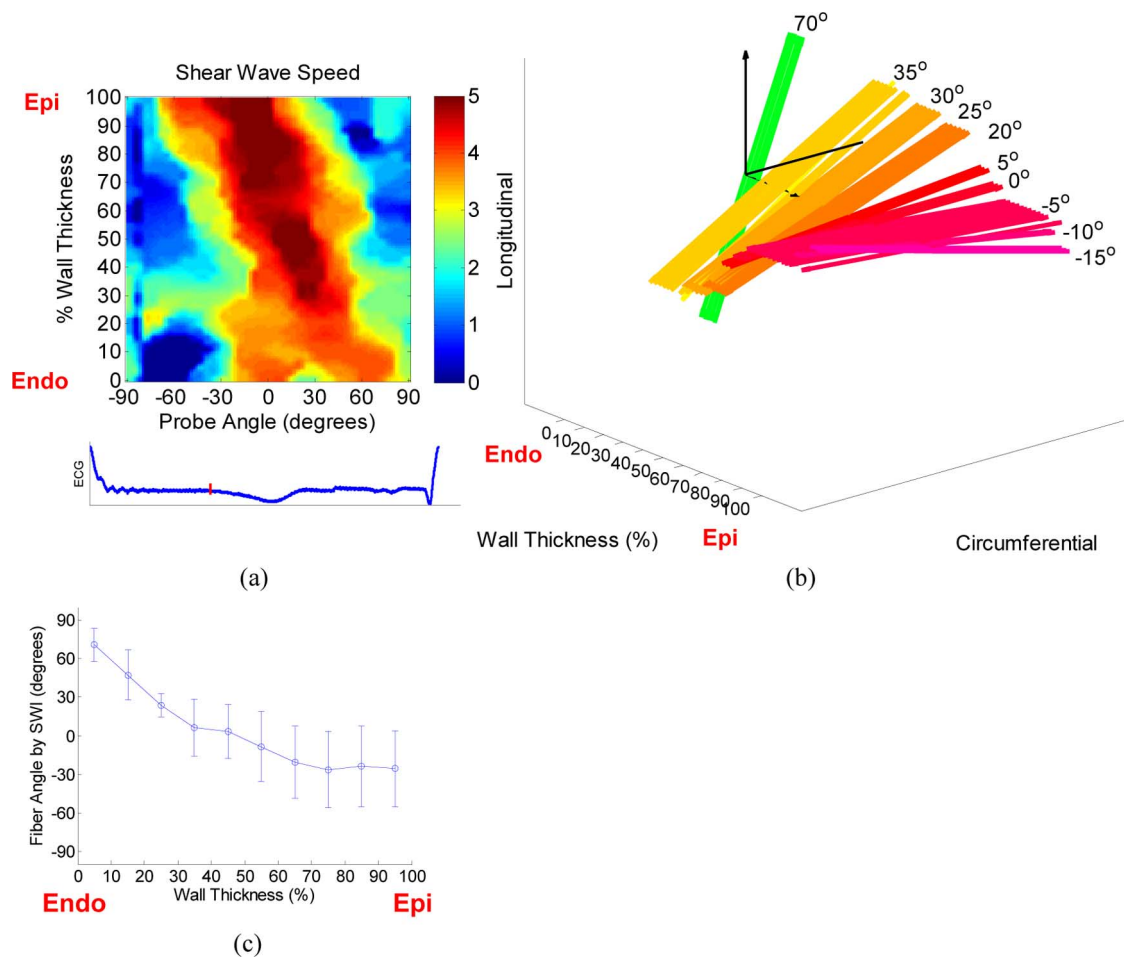 Shear Wave Speed
Epi
% Wall Thickness
100
90
80
70
60
50
40
30
20
10
0
Endo
-90 -60 -30 0 30 60 90
Probe Angle (degrees)
5
4
3
2
1
0
ECG
(a)
70°
35°
30°
25°
20°
5°
0°
-5°
-10°
-15°
Longitudinal
Endo
0 10 20 30 40 50 60 70 80 90 100
Wall Thickness (%)
Epi
Circumferential
(b)
Fiber Angle by SWI (degrees)
90
60
30
0
-30
-60
-90
0 10 20 30 40 50 60 70 80 90 100
Wall Thickness (%)
Endo
Epi
(c)